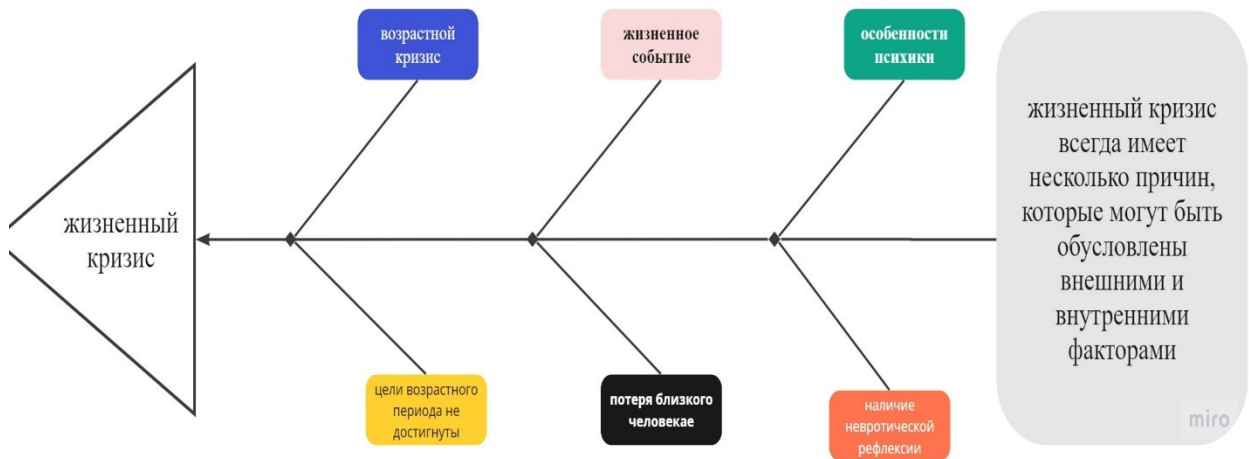 возрастной
кризис
жизненное
событие
особенности
психики
жизненный
кризис
жизненный кризис
всегда имеет
несколько причин,
которые могут быть
обусловлены
внешними и
внутренними
факторами
цели возрастного
периода не
достигнуты
потеря близкого
человекае
наличие
невротической
рефлексии
miro